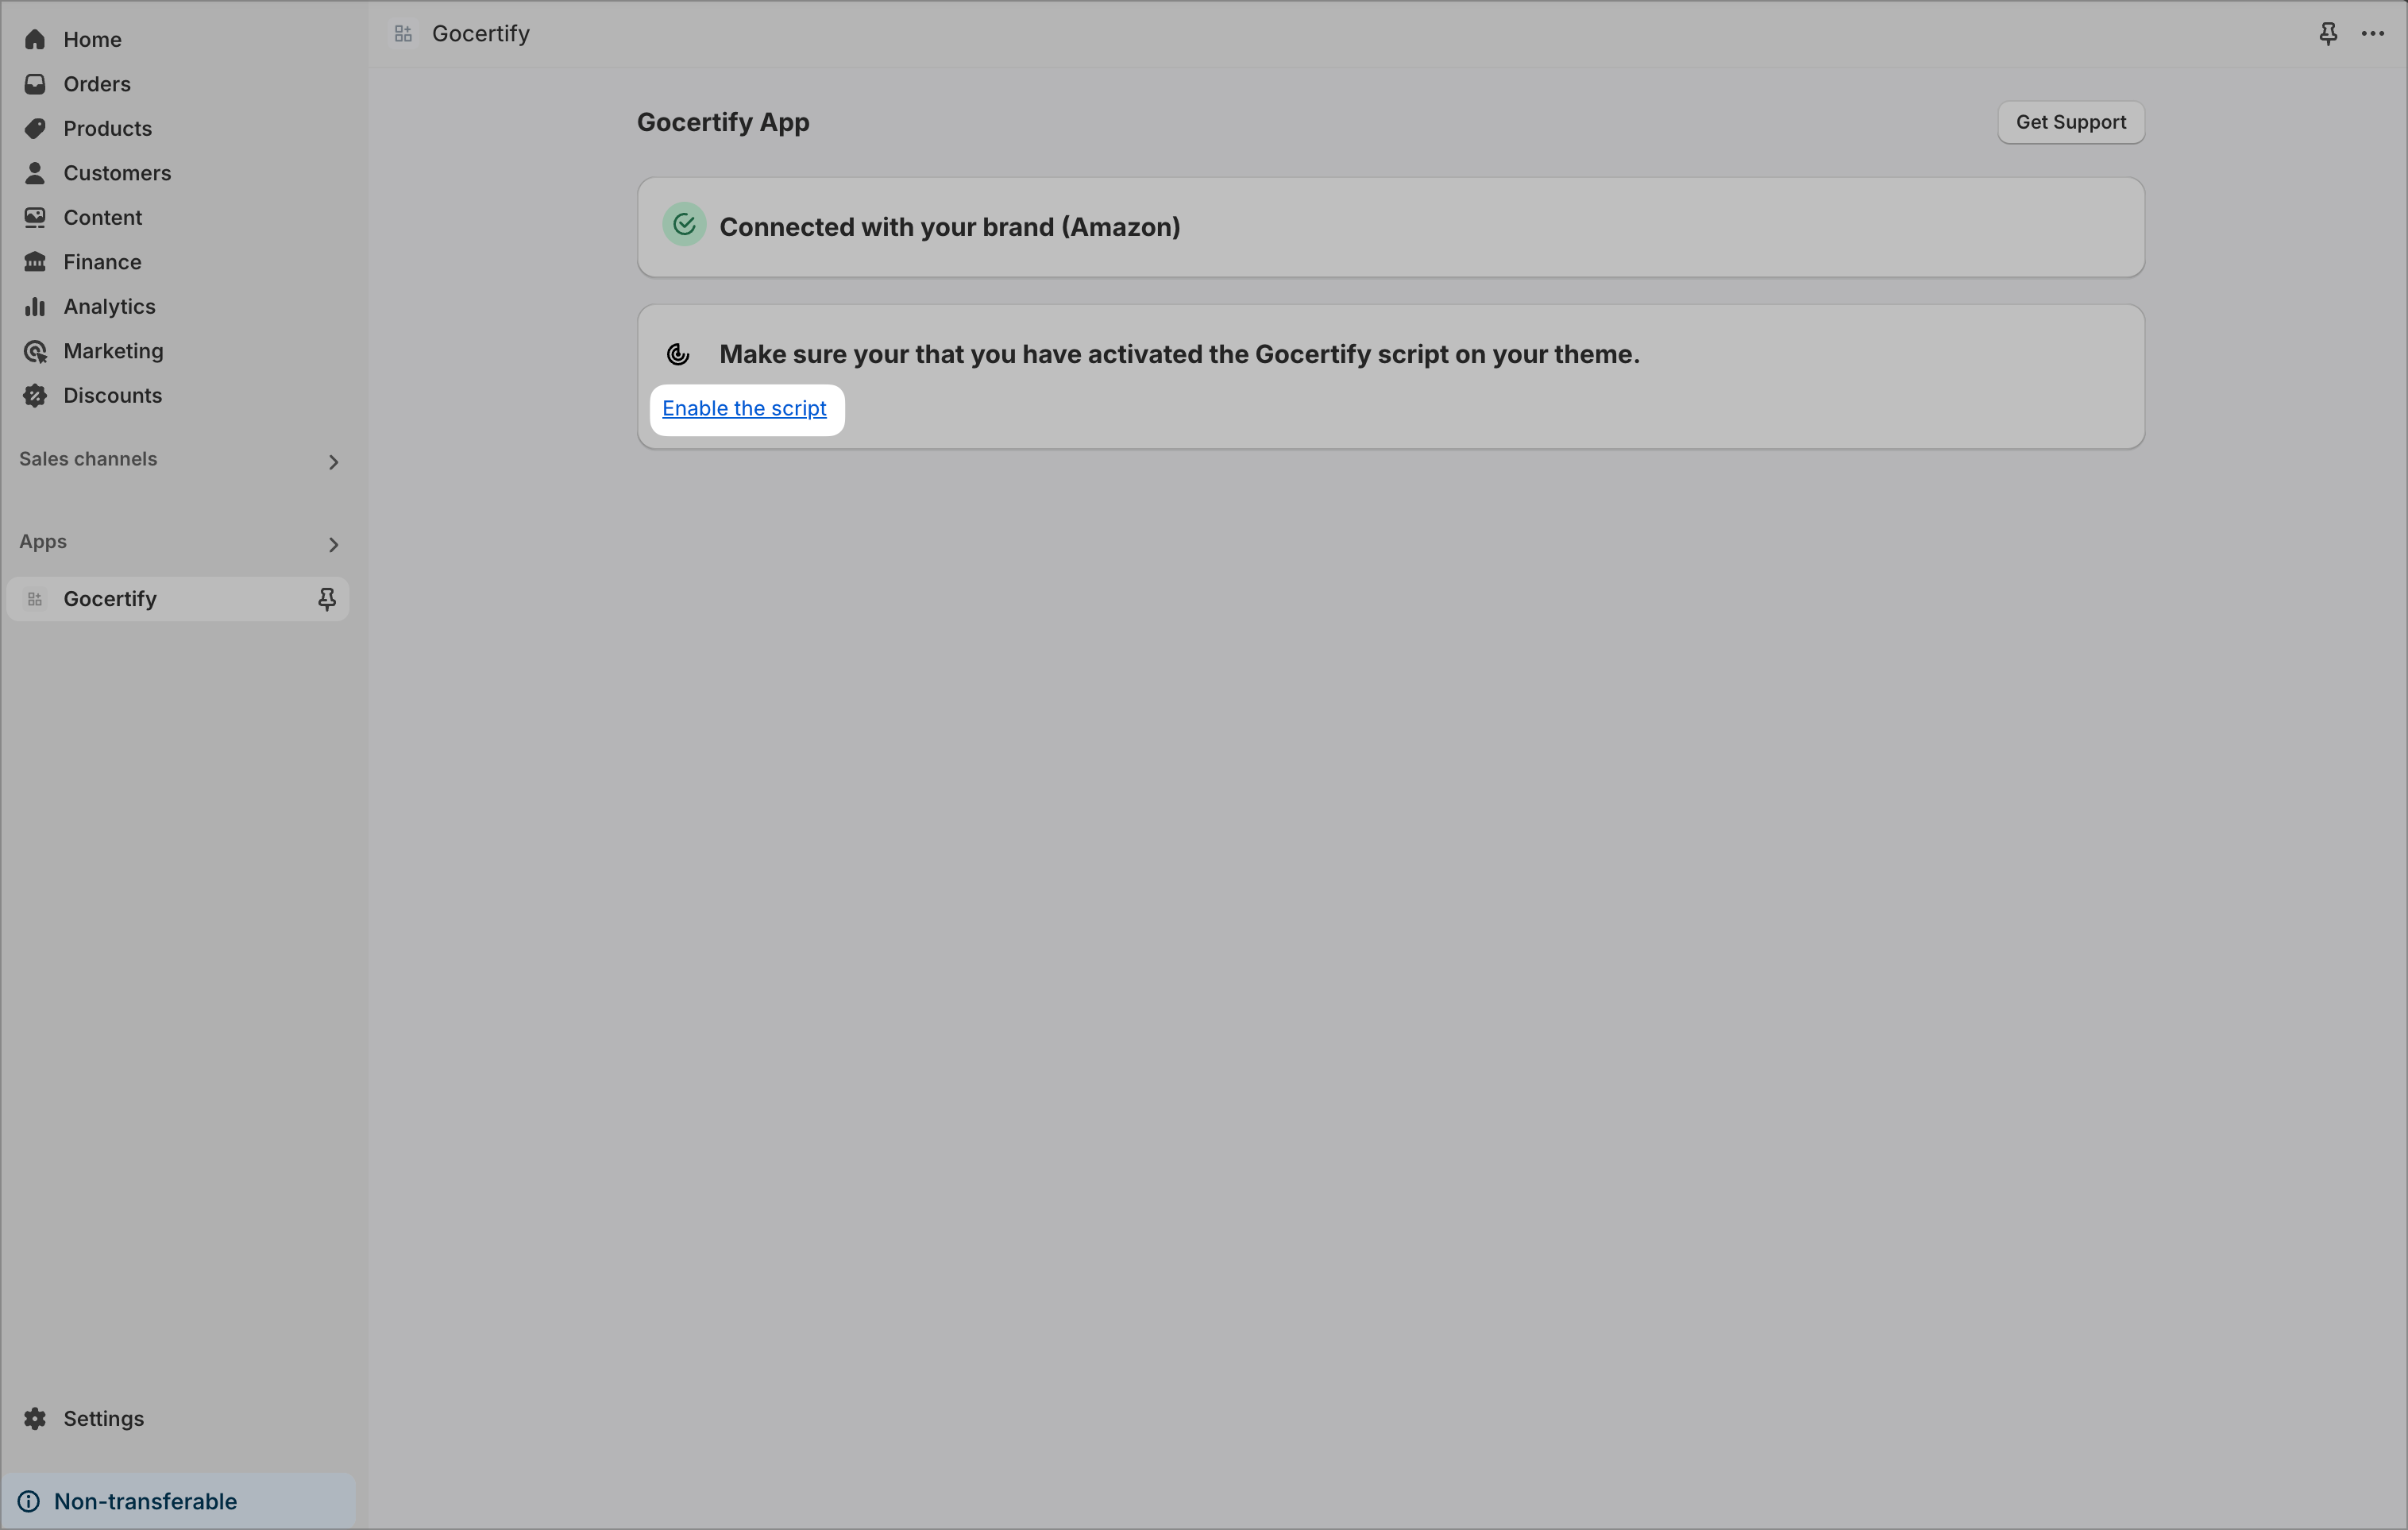 Home
Orders
Products
Customers
Content
Finance
Analytics
Marketing
Discounts
Sales channels
Apps
Gocertify
Settings
Non-transferable
Gocertify
Gocertify App
Get Support
Connected with your brand (Amazon)
Make sure your that you have activated the Gocertify script on your theme.
Enable the script